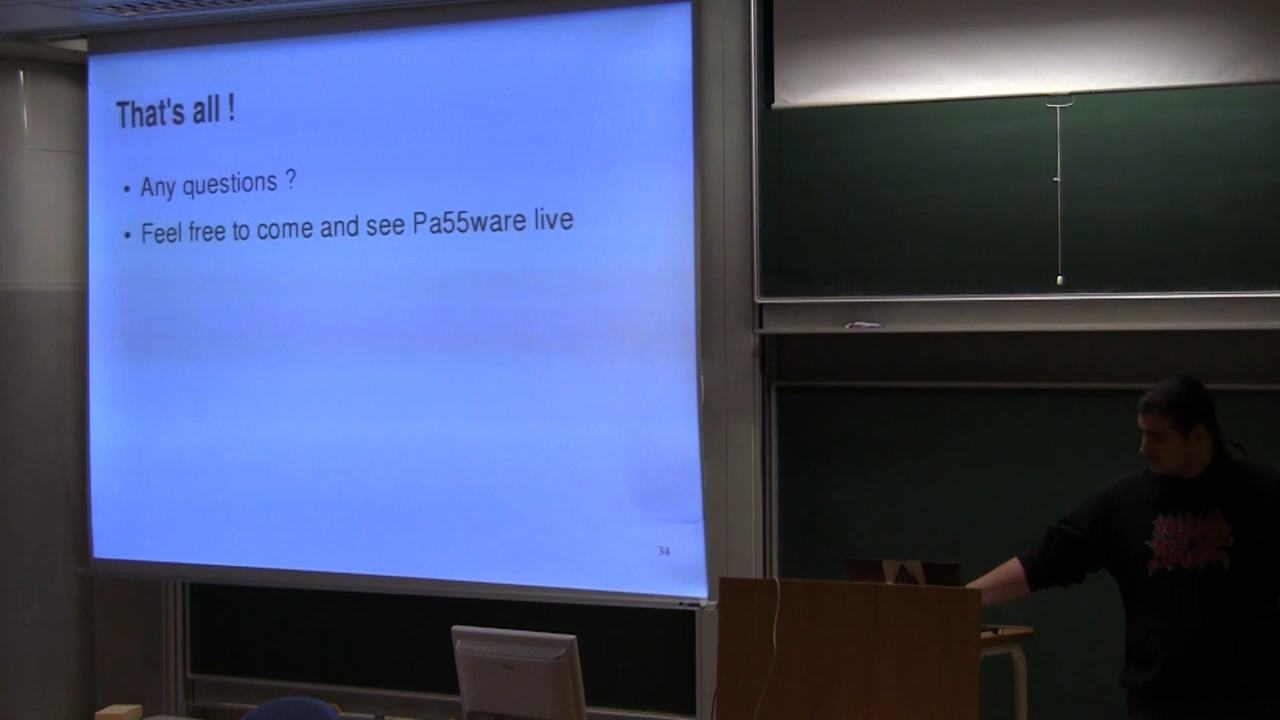 That's all !
• Any questions ?
• Feel free to come and see Pa55ware live
34